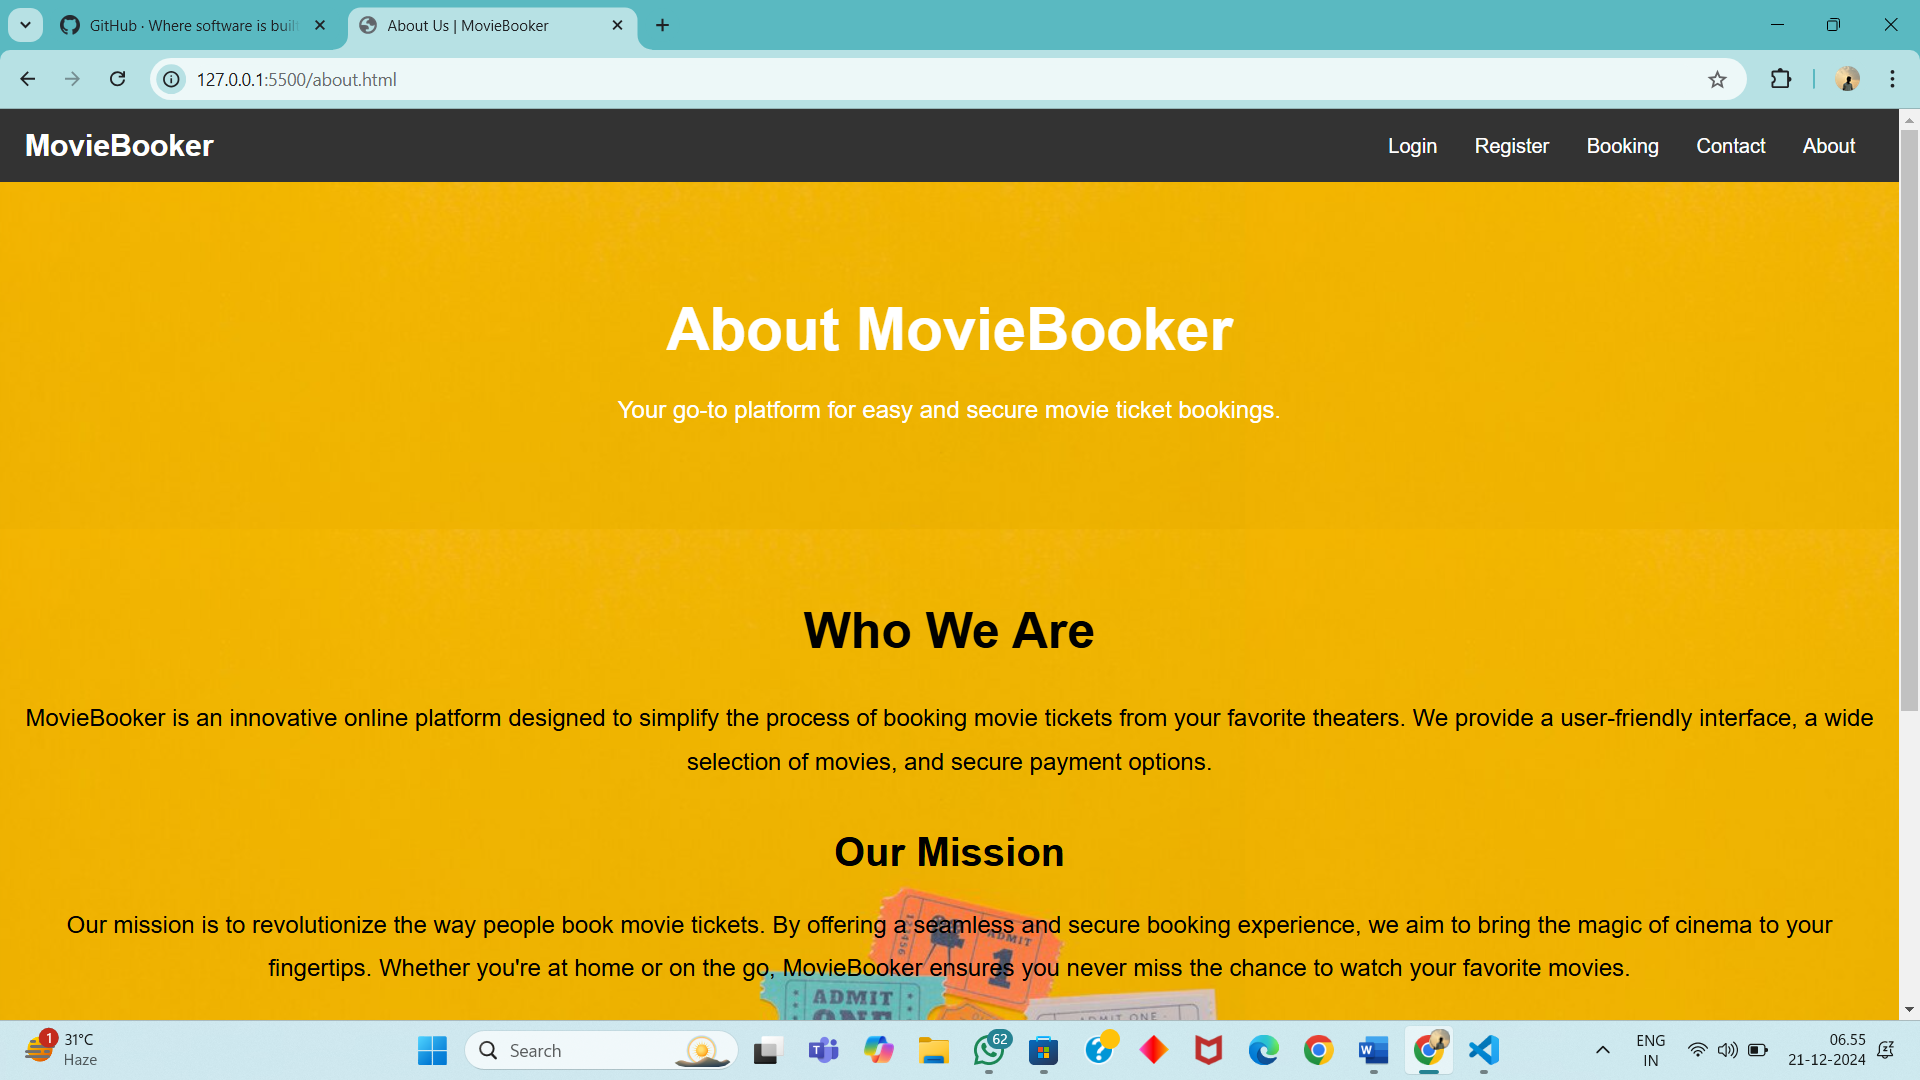 GitHub · Where software is built
About Us | MovieBooker
127.0.0.1:5500/about.html
MovieBooker
Login Register Booking Contact About
About MovieBooker
Your go-to platform for easy and secure movie ticket bookings.
Who We Are
MovieBooker is an innovative online platform designed to simplify the process of booking movie tickets from your favorite theaters. We provide a user-friendly interface, a wide
selection of movies, and secure payment options.
Our Mission
Our mission is to revolutionize the way people book movie tickets. By offering a seamless and secure booking experience, we aim to bring the magic of cinema to your
fingertips. Whether you're at home or on the go, MovieBooker ensures you never miss the chance to watch your favorite movies.
ADMIT
1
ADMIT
ONE
ADMIT ONE
1
31°C
Haze
Search
62
ENG
IN
06.55
21-12-2024